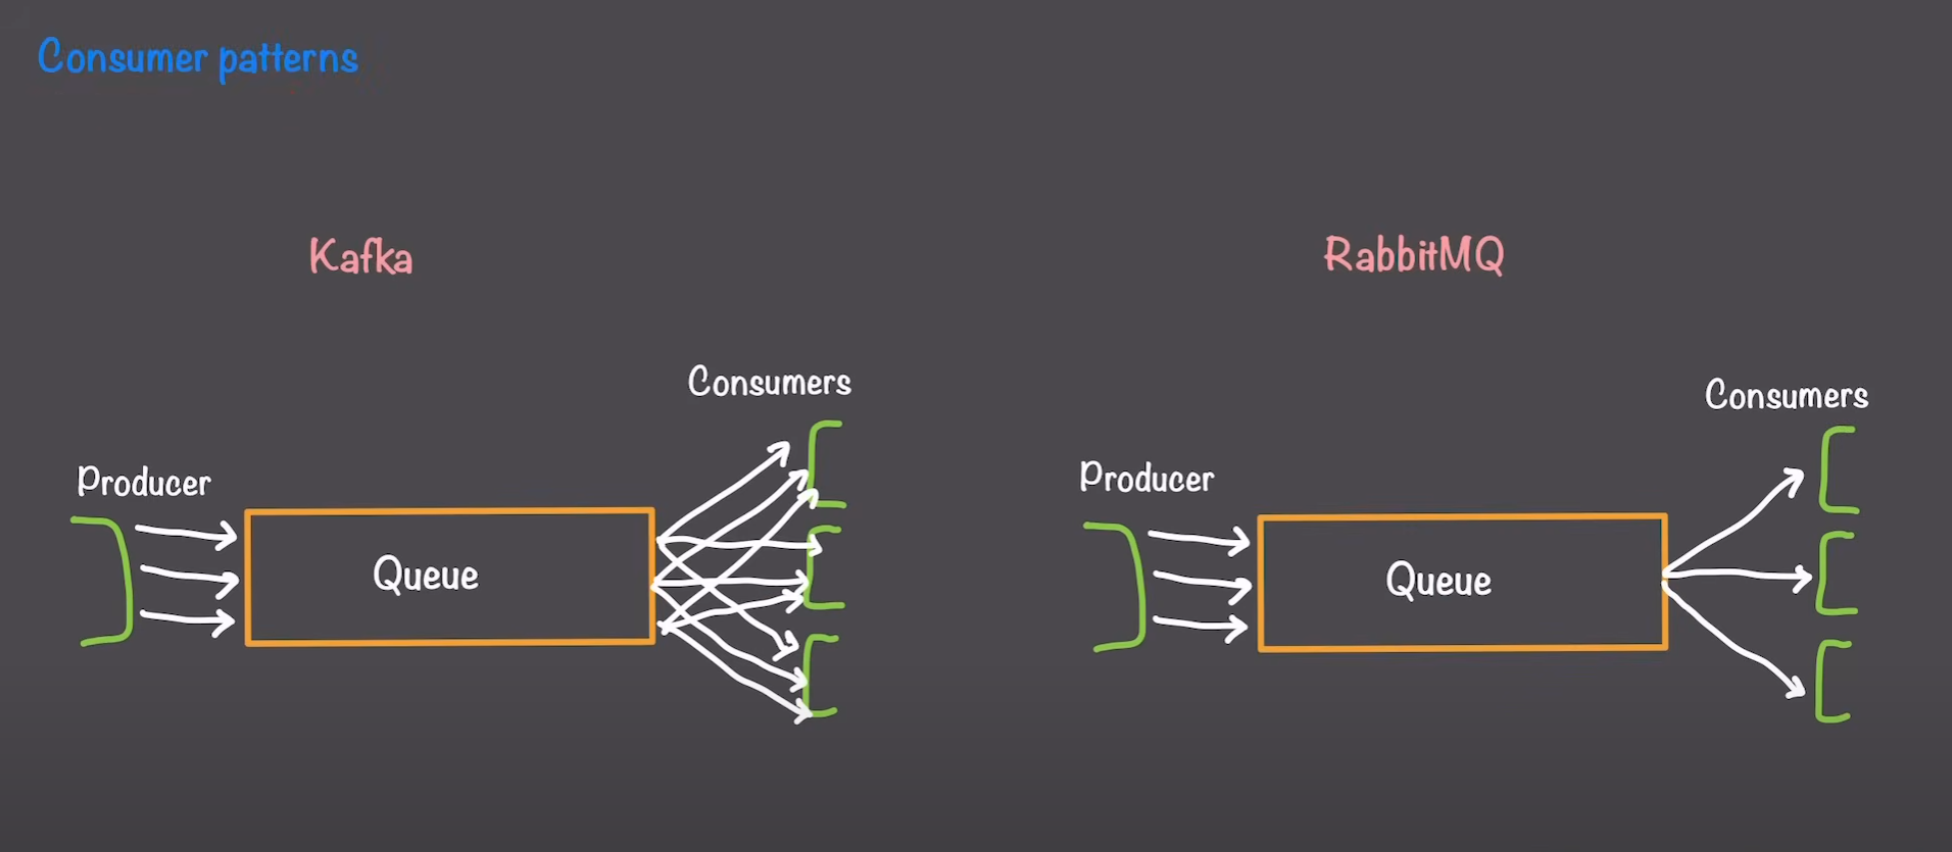 Consumer patterns
Kafka
Consumers
Producer
Queue
RabbitMQ
Consumers
Producer
Queue